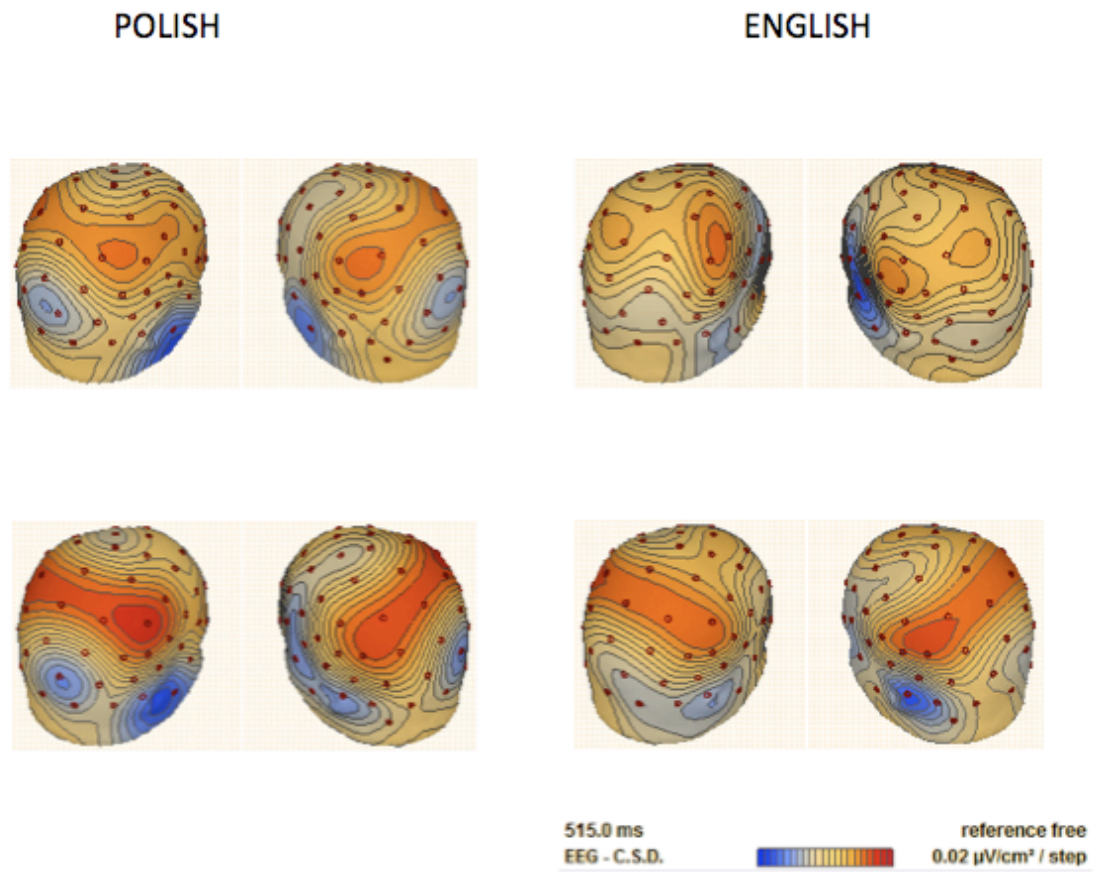 POLISH
ENGLISH
515.0 ms
reference free
EEG - C.S.D.
0.02 µV/cm² / step